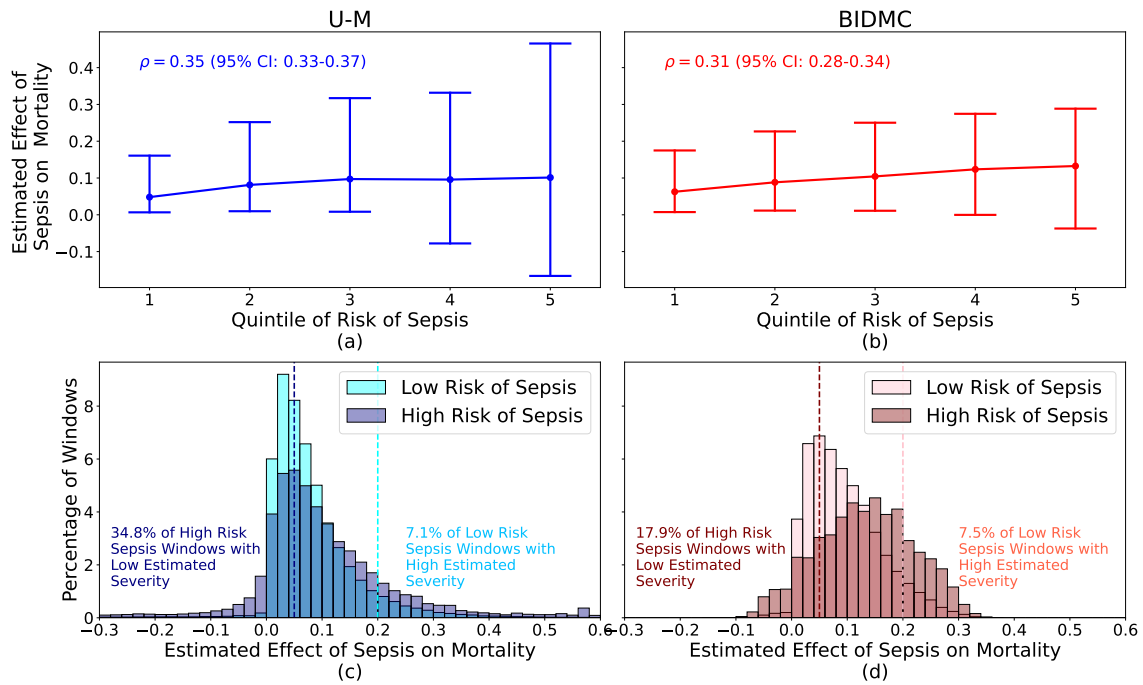 U-M
BIDMC
Estimated Effect of
Sepsis on Mortality
0.4
0.3
0.2
0.1
0.0
−0.1
ρ = 0.35 (95% CI: 0.33-0.37)
1 2 3 4 5
Quintile of Risk of Sepsis
(a)
ρ = 0.31 (95% CI: 0.28-0.34)
1 2 3 4 5
Quintile of Risk of Sepsis
(b)
Percentage of Windows
8
6
4
2
0
Low Risk of Sepsis
High Risk of Sepsis
34.8% of High Risk
Sepsis Windows with
Low Estimated
Severity
7.1% of Low Risk
Sepsis Windows with
High Estimated
Severity
−0.3 −0.2 −0.1 0.0 0.1 0.2 0.3 0.4 0.5 0.6
Estimated Effect of Sepsis on Mortality
(c)
Low Risk of Sepsis
High Risk of Sepsis
17.9% of High Risk
Sepsis Windows with
Low Estimated
Severity
7.5% of Low Risk
Sepsis Windows with
High Estimated
Severity
−0.3 −0.2 −0.1 0.0 0.1 0.2 0.3 0.4 0.5 0.6
Estimated Effect of Sepsis on Mortality
(d)